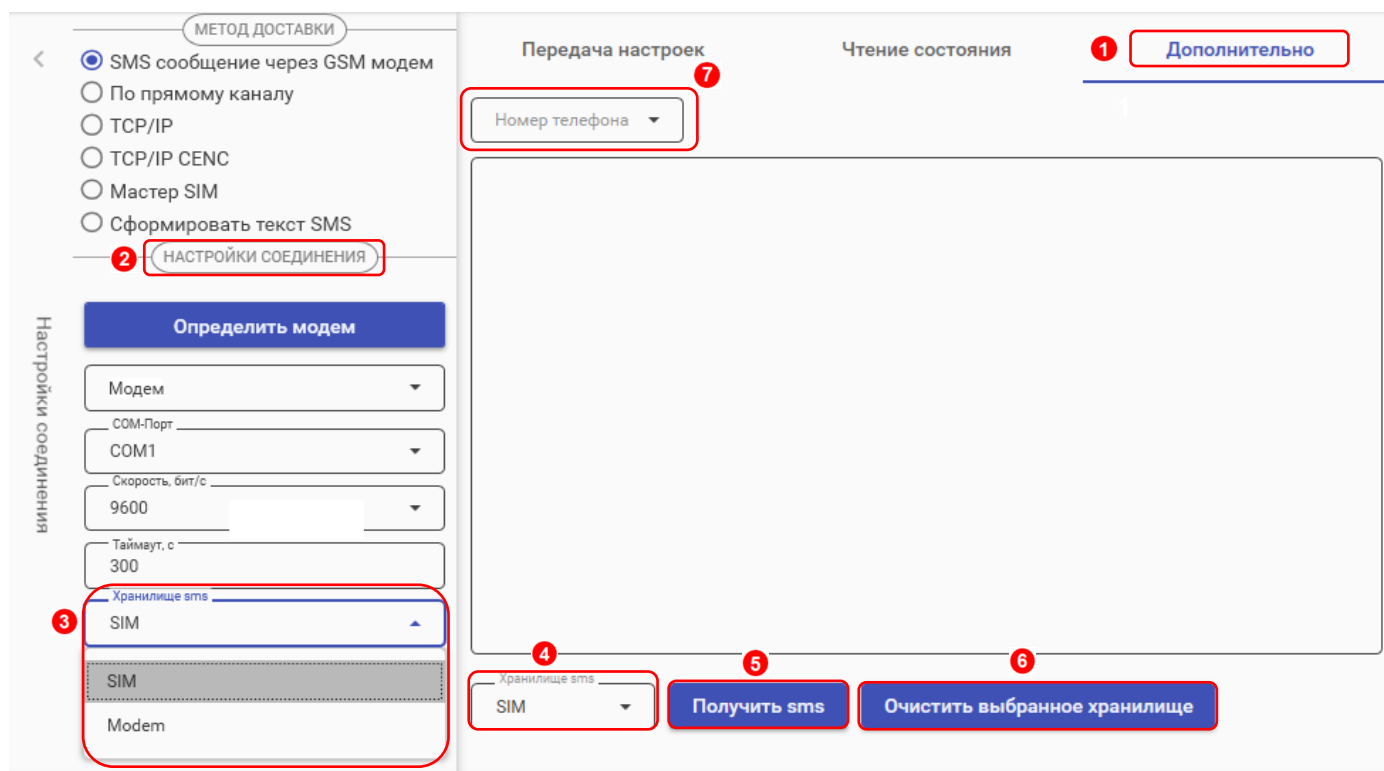 МЕТОД ДОСТАВКИ
SMS сообщение через GSM модем
По прямому каналу
TCP/IP
TCP/IP CENC
Мастер SIM
Сформировать текст SMS
2 НАСТРОЙКИ СОЕДИНЕНИЯ
Определить модем
Модем
COM-Порт
COM1
Скорость, бит/с
9600
Таймаут, с
300
Хранилище sms
3 SIM
SIM
Modem
Настройки соединения
Передача настроек
Чтение состояния
1 Дополнительно
7
Номер телефона
1
4
Хранилище sms
SIM
5
Получить sms
6
Очистить выбранное хранилище